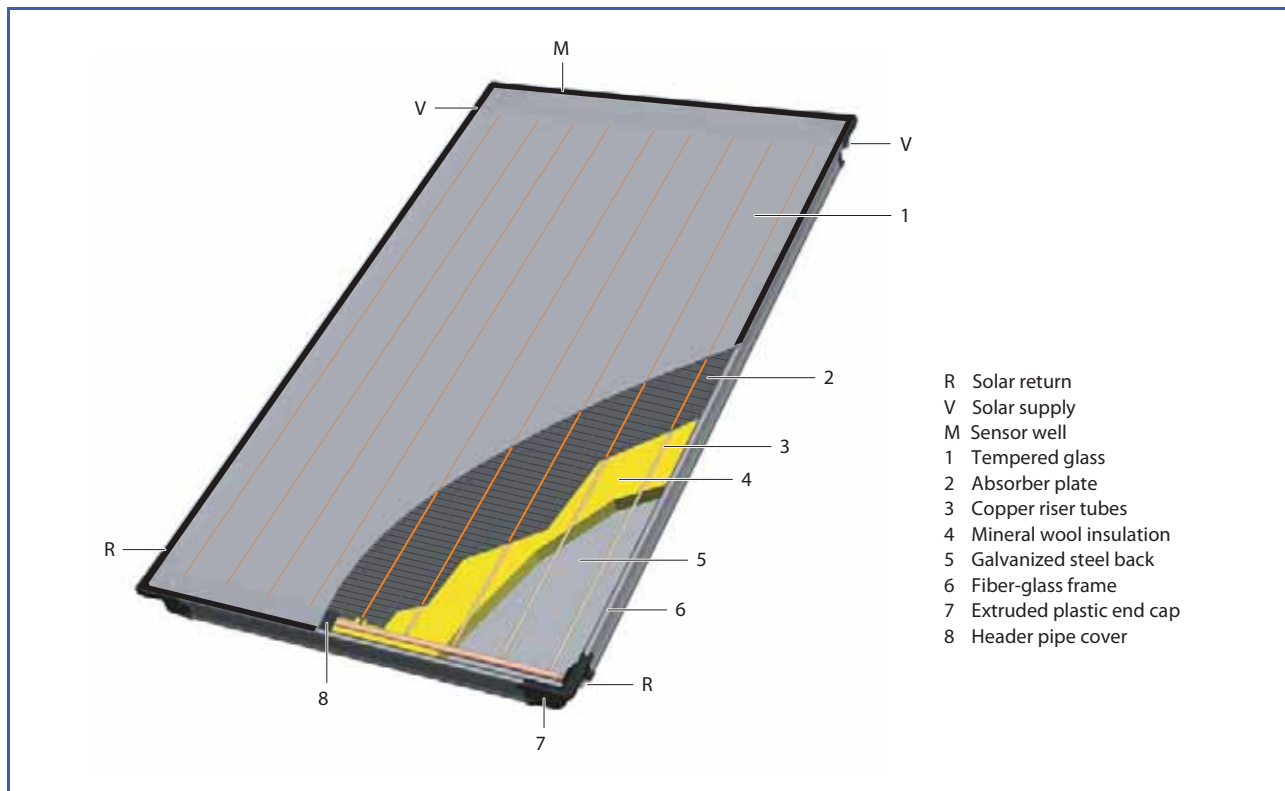 M
V
V
1
2
3
4
R
5
6
8
R
7
R Solar return
V Solar supply
M Sensor well
1 Tempered glass
2 Absorber plate
3 Copper riser tubes
4 Mineral wool insulation
5 Galvanized steel back
6 Fiber-glass frame
7 Extruded plastic end cap
8 Header pipe cover